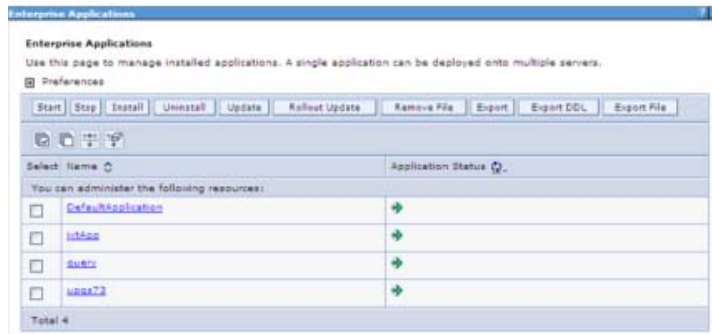 Enterprise Applications
?
Enterprise Applications
Use this page to manage installed applications. A single application can be deployed onto multiple servers.
Preferences
Start Stop Install Uninstall Update Rollout Update Remove File Export Export DDL Export File
Select Name Application Status
You can administer the following resources:
DefaultApplication
ivtApp
query
Total 4